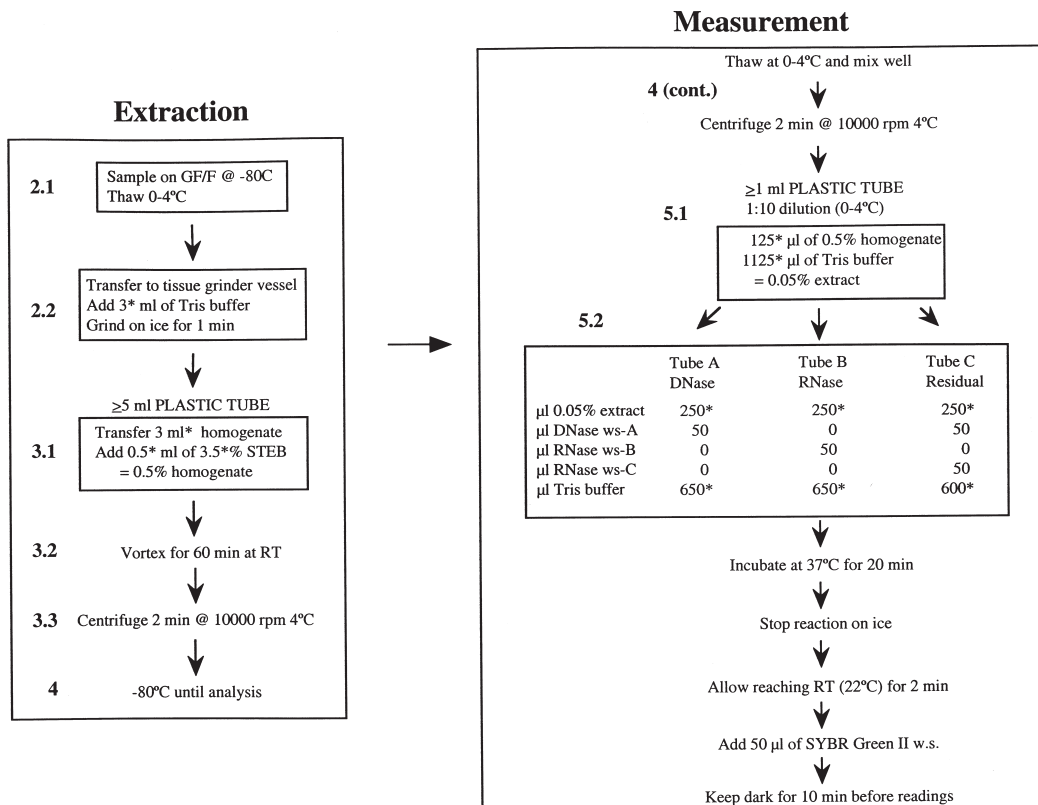 Extraction
2.1
Sample on GF/F @ -80C
Thaw 0-4ºC
2.2
Transfer to tissue grinder vessel
Add 3* ml of Tris buffer
Grind on ice for 1 min
≥5 ml PLASTIC TUBE
3.1
Transfer 3 ml* homogenate
Add 0.5* ml of 3.5*% STEB
= 0.5% homogenate
3.2
Vortex for 60 min at RT
3.3
Centrifuge 2 min @ 10000 rpm 4ºC
4
-80ºC until analysis
Measurement
Thaw at 0-4ºC and mix well
4 (cont.)
Centrifuge 2 min @ 10000 rpm 4ºC
≥1 ml PLASTIC TUBE
1:10 dilution (0-4ºC)
5.1
125* µl of 0.5% homogenate
1125* µl of Tris buffer
= 0.05% extract
5.2
Tube A Tube B Tube C
DNase RNase Residual
µl 0.05% extract 250* 250* 250*
µl DNase ws-A 50 0 50
µl RNase ws-B 0 50 0
µl RNase ws-C 0 0 50
µl Tris buffer 650* 650* 600*
Incubate at 37ºC for 20 min
Stop reaction on ice
Allow reaching RT (22ºC) for 2 min
Add 50 µl of SYBR Green II w.s.
Keep dark for 10 min before readings